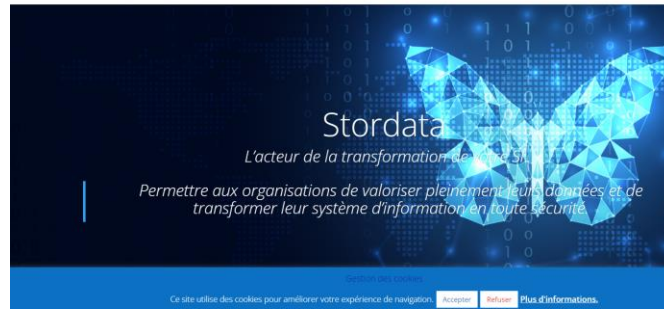 Stordata
L'acteur de la transformation de votre SI
Permettre aux organisations de valoriser pleinement leurs données et de
transformer leur système d'information en toute sécurité
Gestion des cookies
Ce site utilise des cookies pour améliorer votre expérience de navigation. Accepter Refuser Plus d'informations.